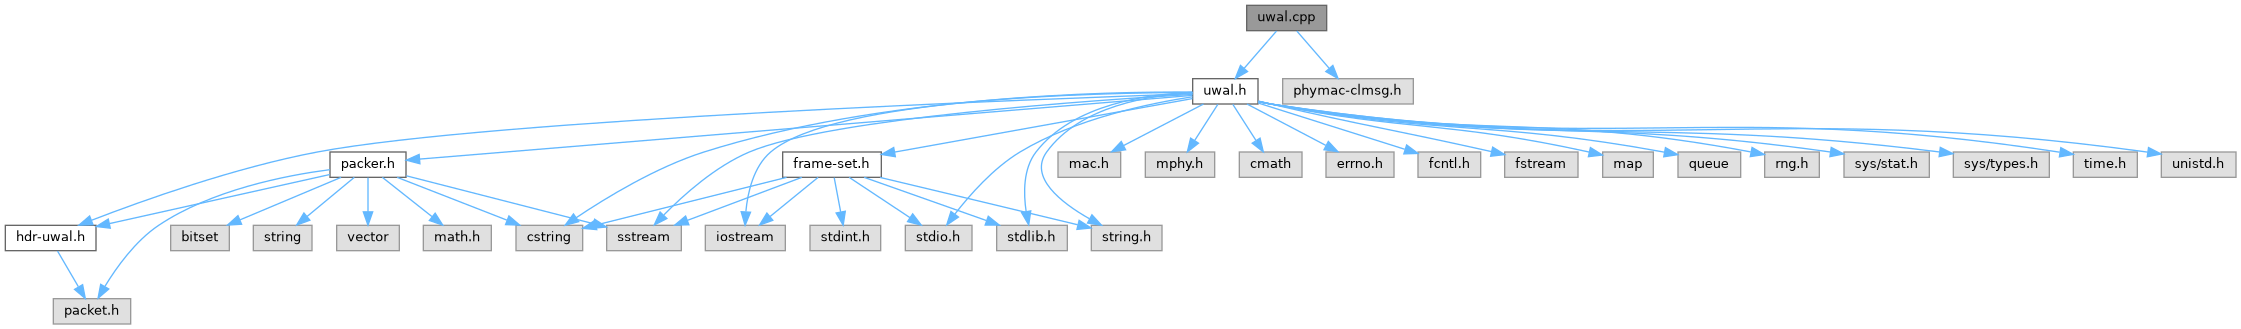 uwal.cpp
uwal.h
phymac-clmsg.h
packer.h
frame-set.h
mac.h
mphy.h
cmath
errno.h
fcntl.h
fstream
map
queue
rng.h
sys/stat.h
sys/types.h
time.h
unistd.h
hdr-uwal.h
bitset
string
vector
math.h
cstring
sstream
iostream
stdint.h
stdio.h
stdlib.h
string.h
packet.h